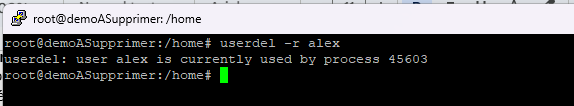 root@demoASupprimer: /home
root@demoASupprimer:/home# userdel -r alex
userdel: user alex is currently used by process 45603
root@demoASupprimer:/home#